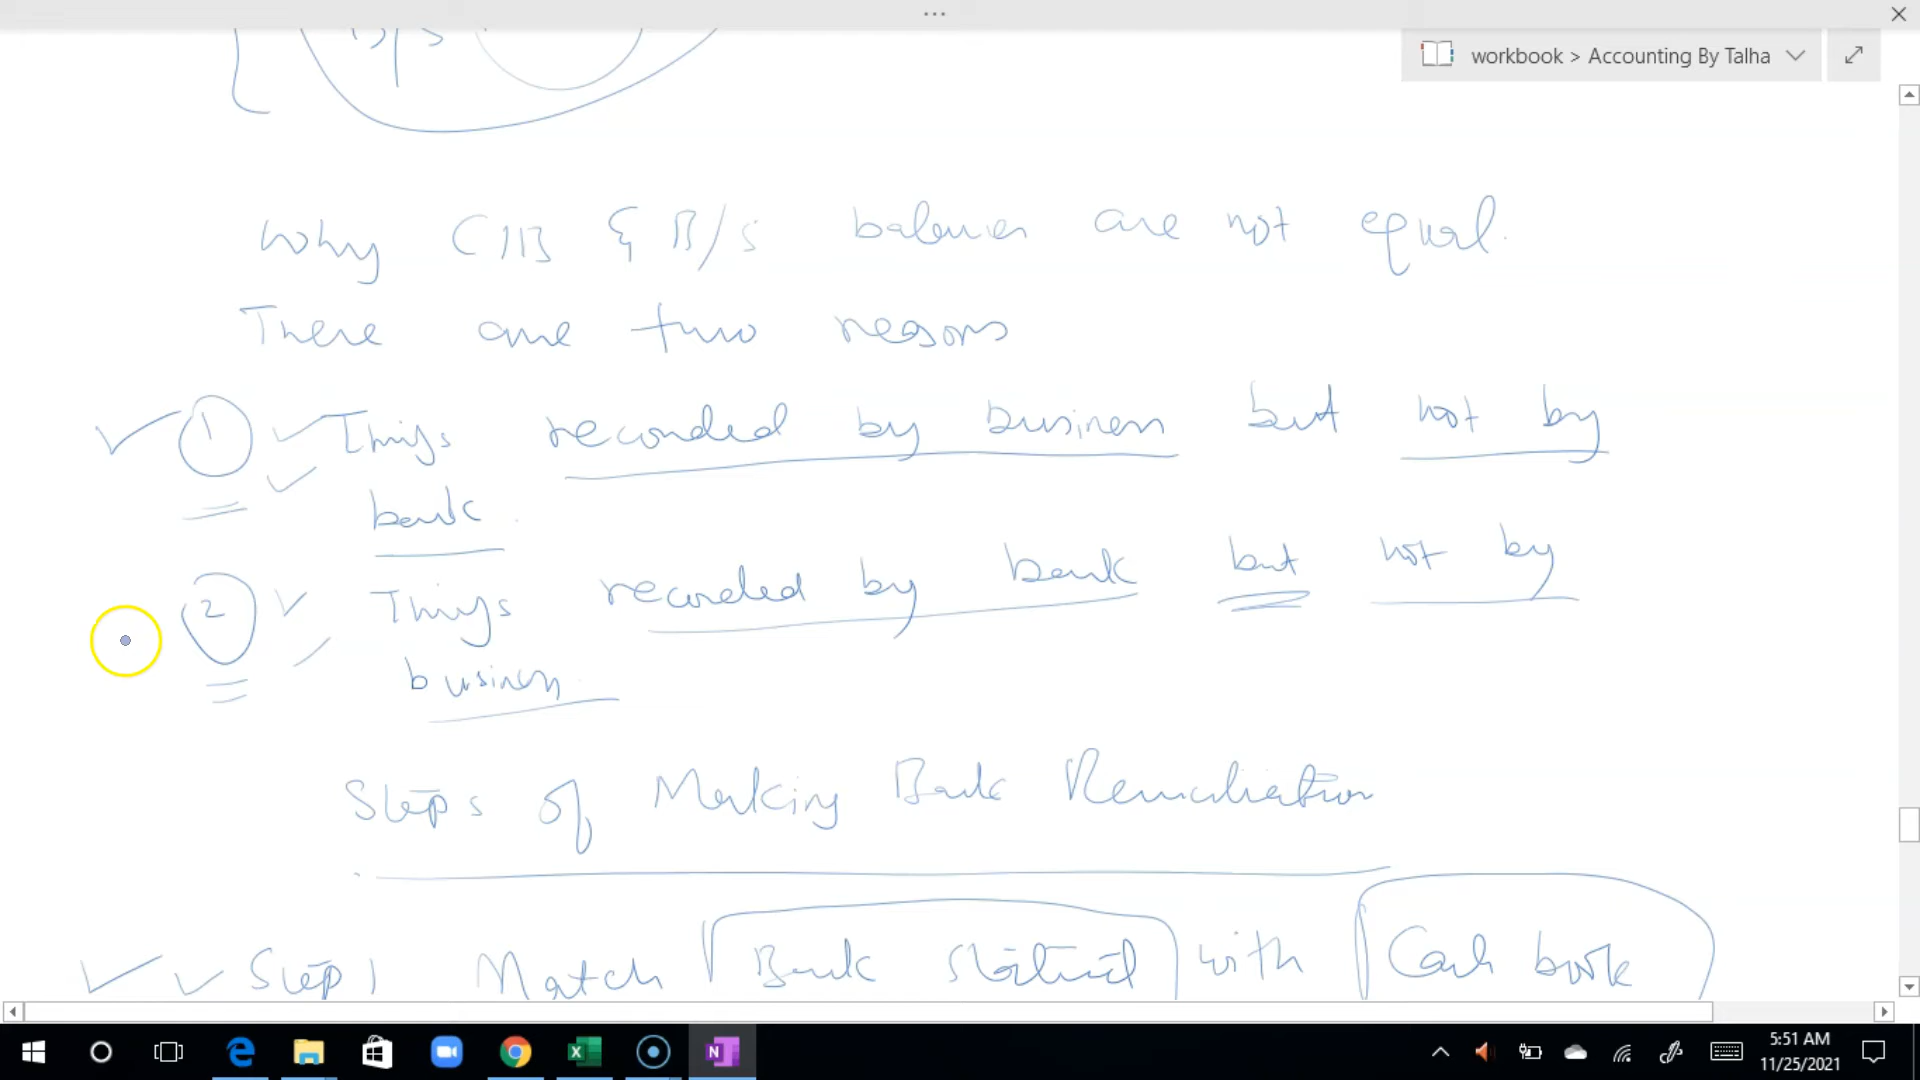 ...
workbook > Accounting By Talha
B/S
Why C/B & B/S balances are not equal.
There are two reasons
1 Things recorded by business but not by
bank
2 Things recorded by bank but not by
business
Steps of Making Bank Reconciliation
Step 1 Match Bank Statement with Cash book
5:51 AM
11/25/2021